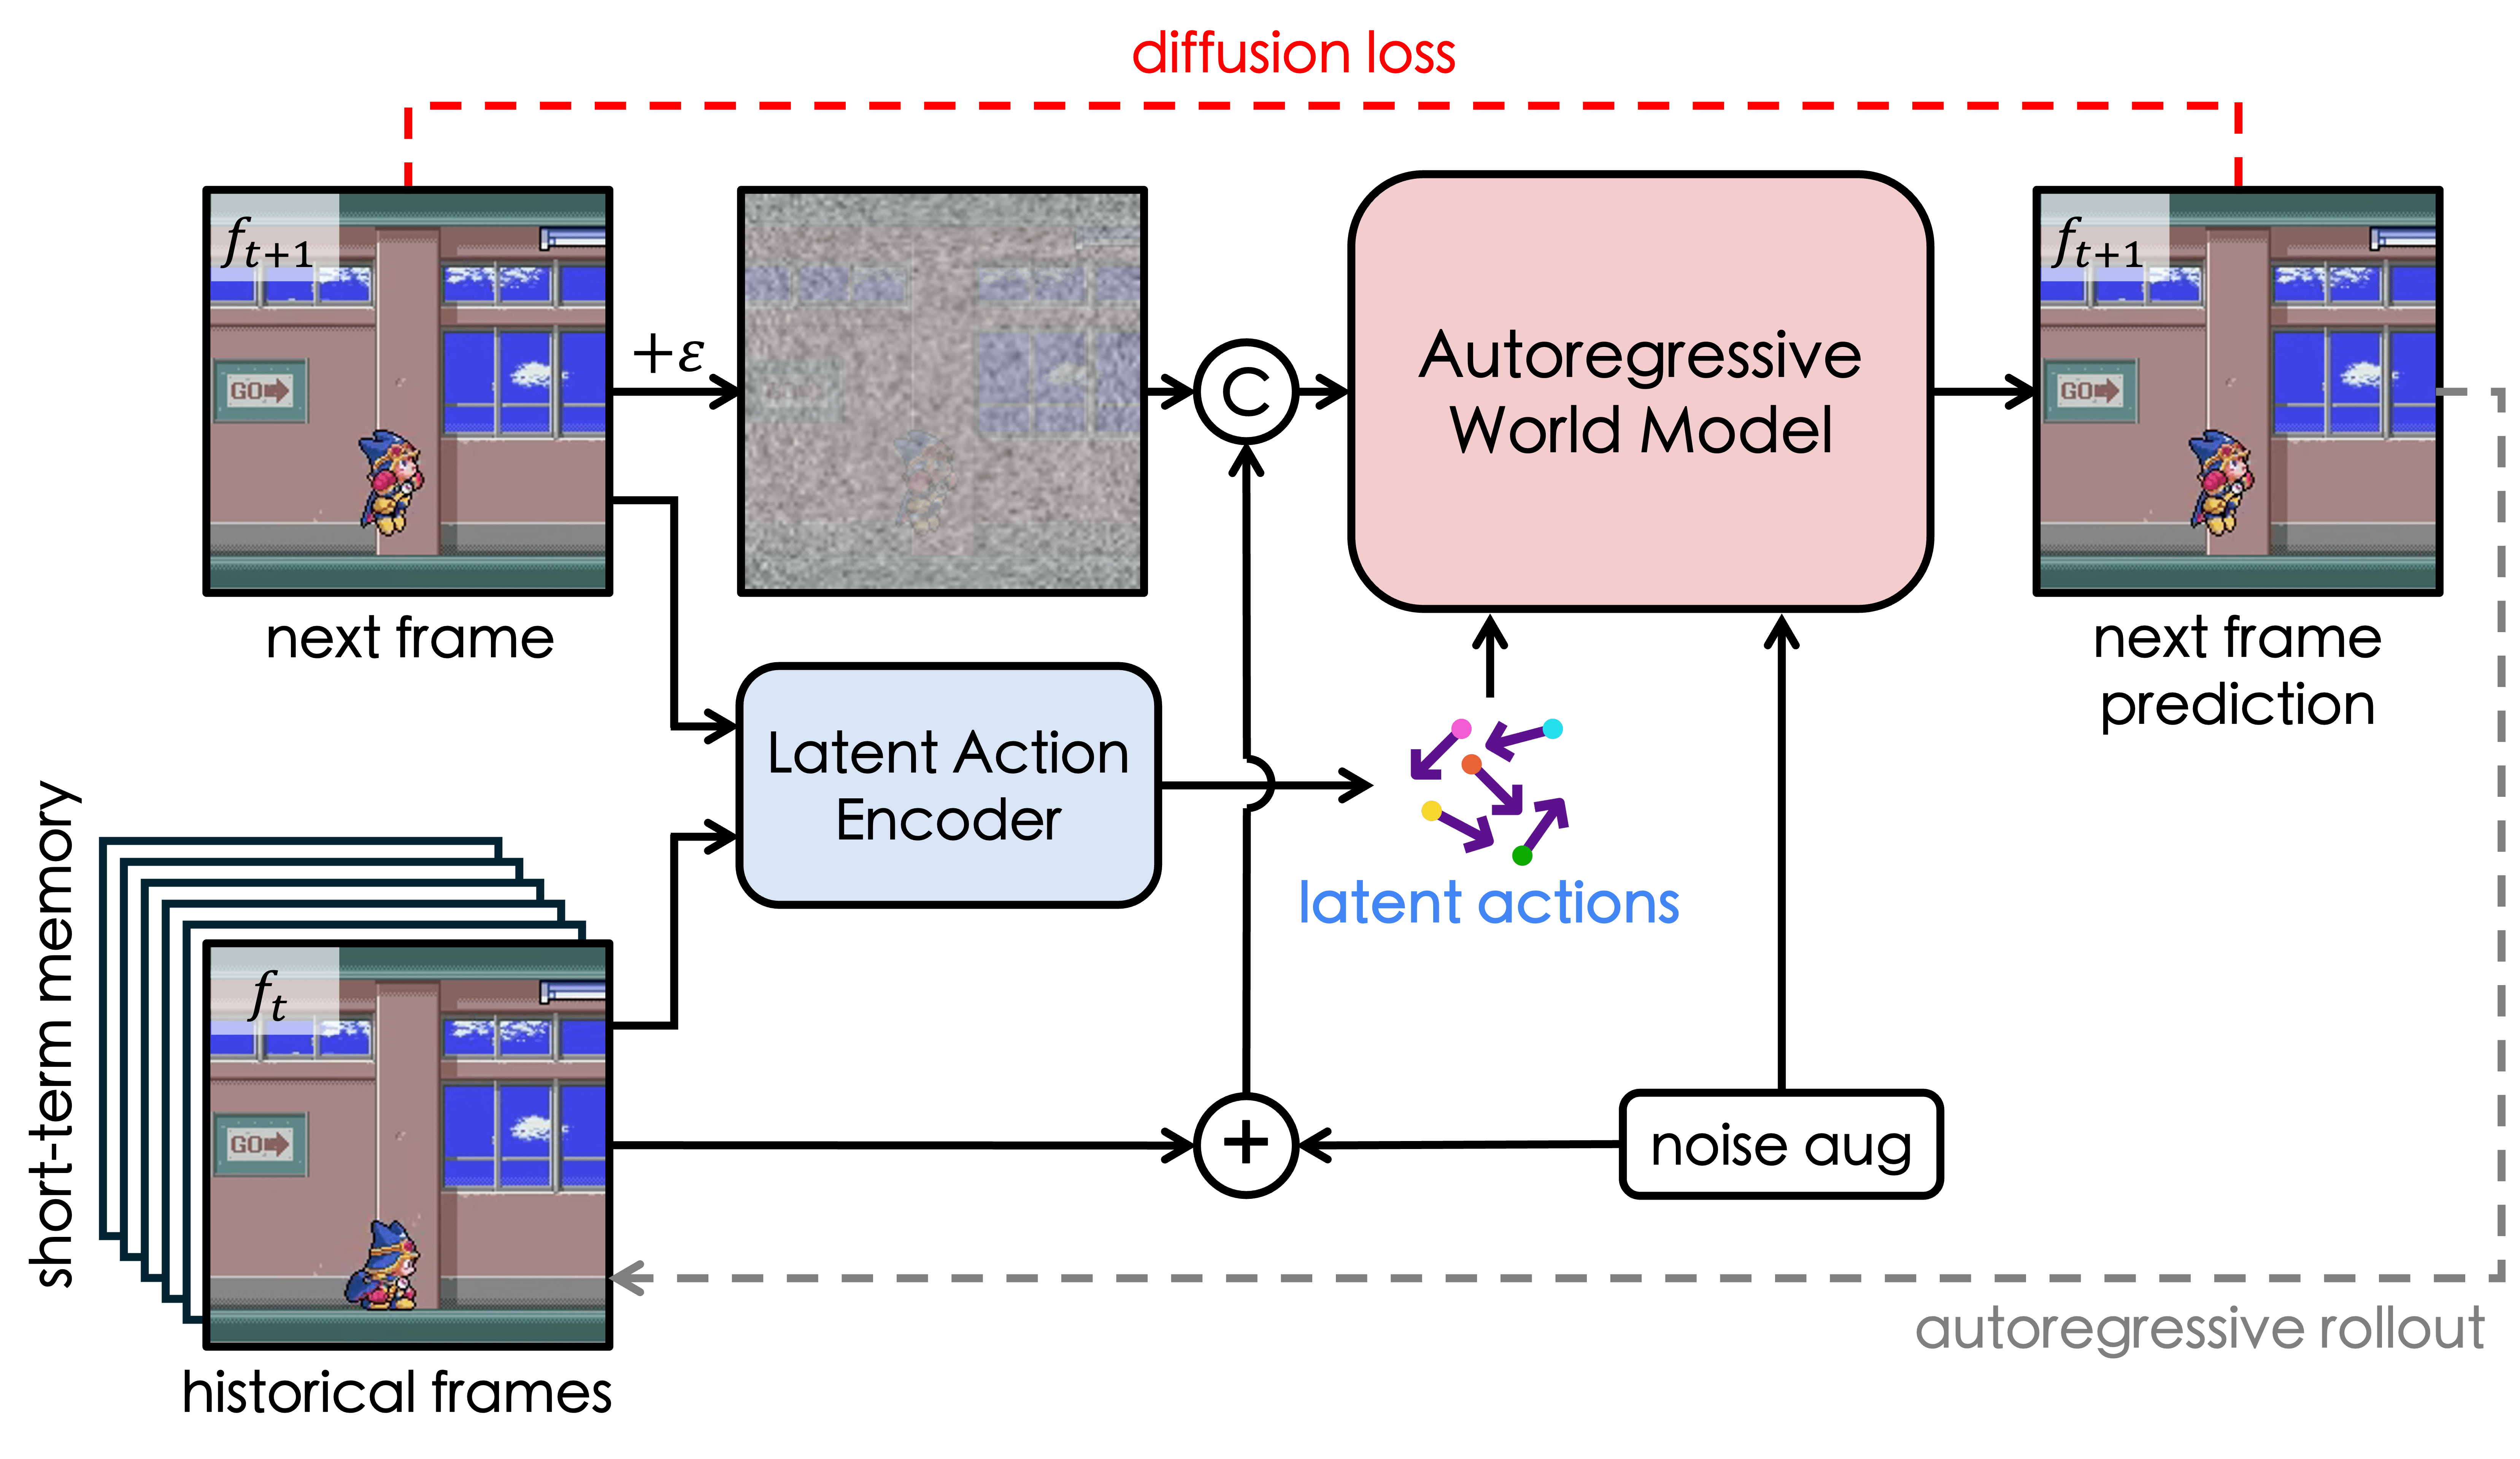 diffusion loss
f_{t+1}
GO
+ε
C
Autoregressive
World Model
f_{t+1}
GO
next frame
next frame
prediction
Latent Action
Encoder
latent actions
short-term memory
f_t
GO
+
noise aug
autoregressive rollout
historical frames